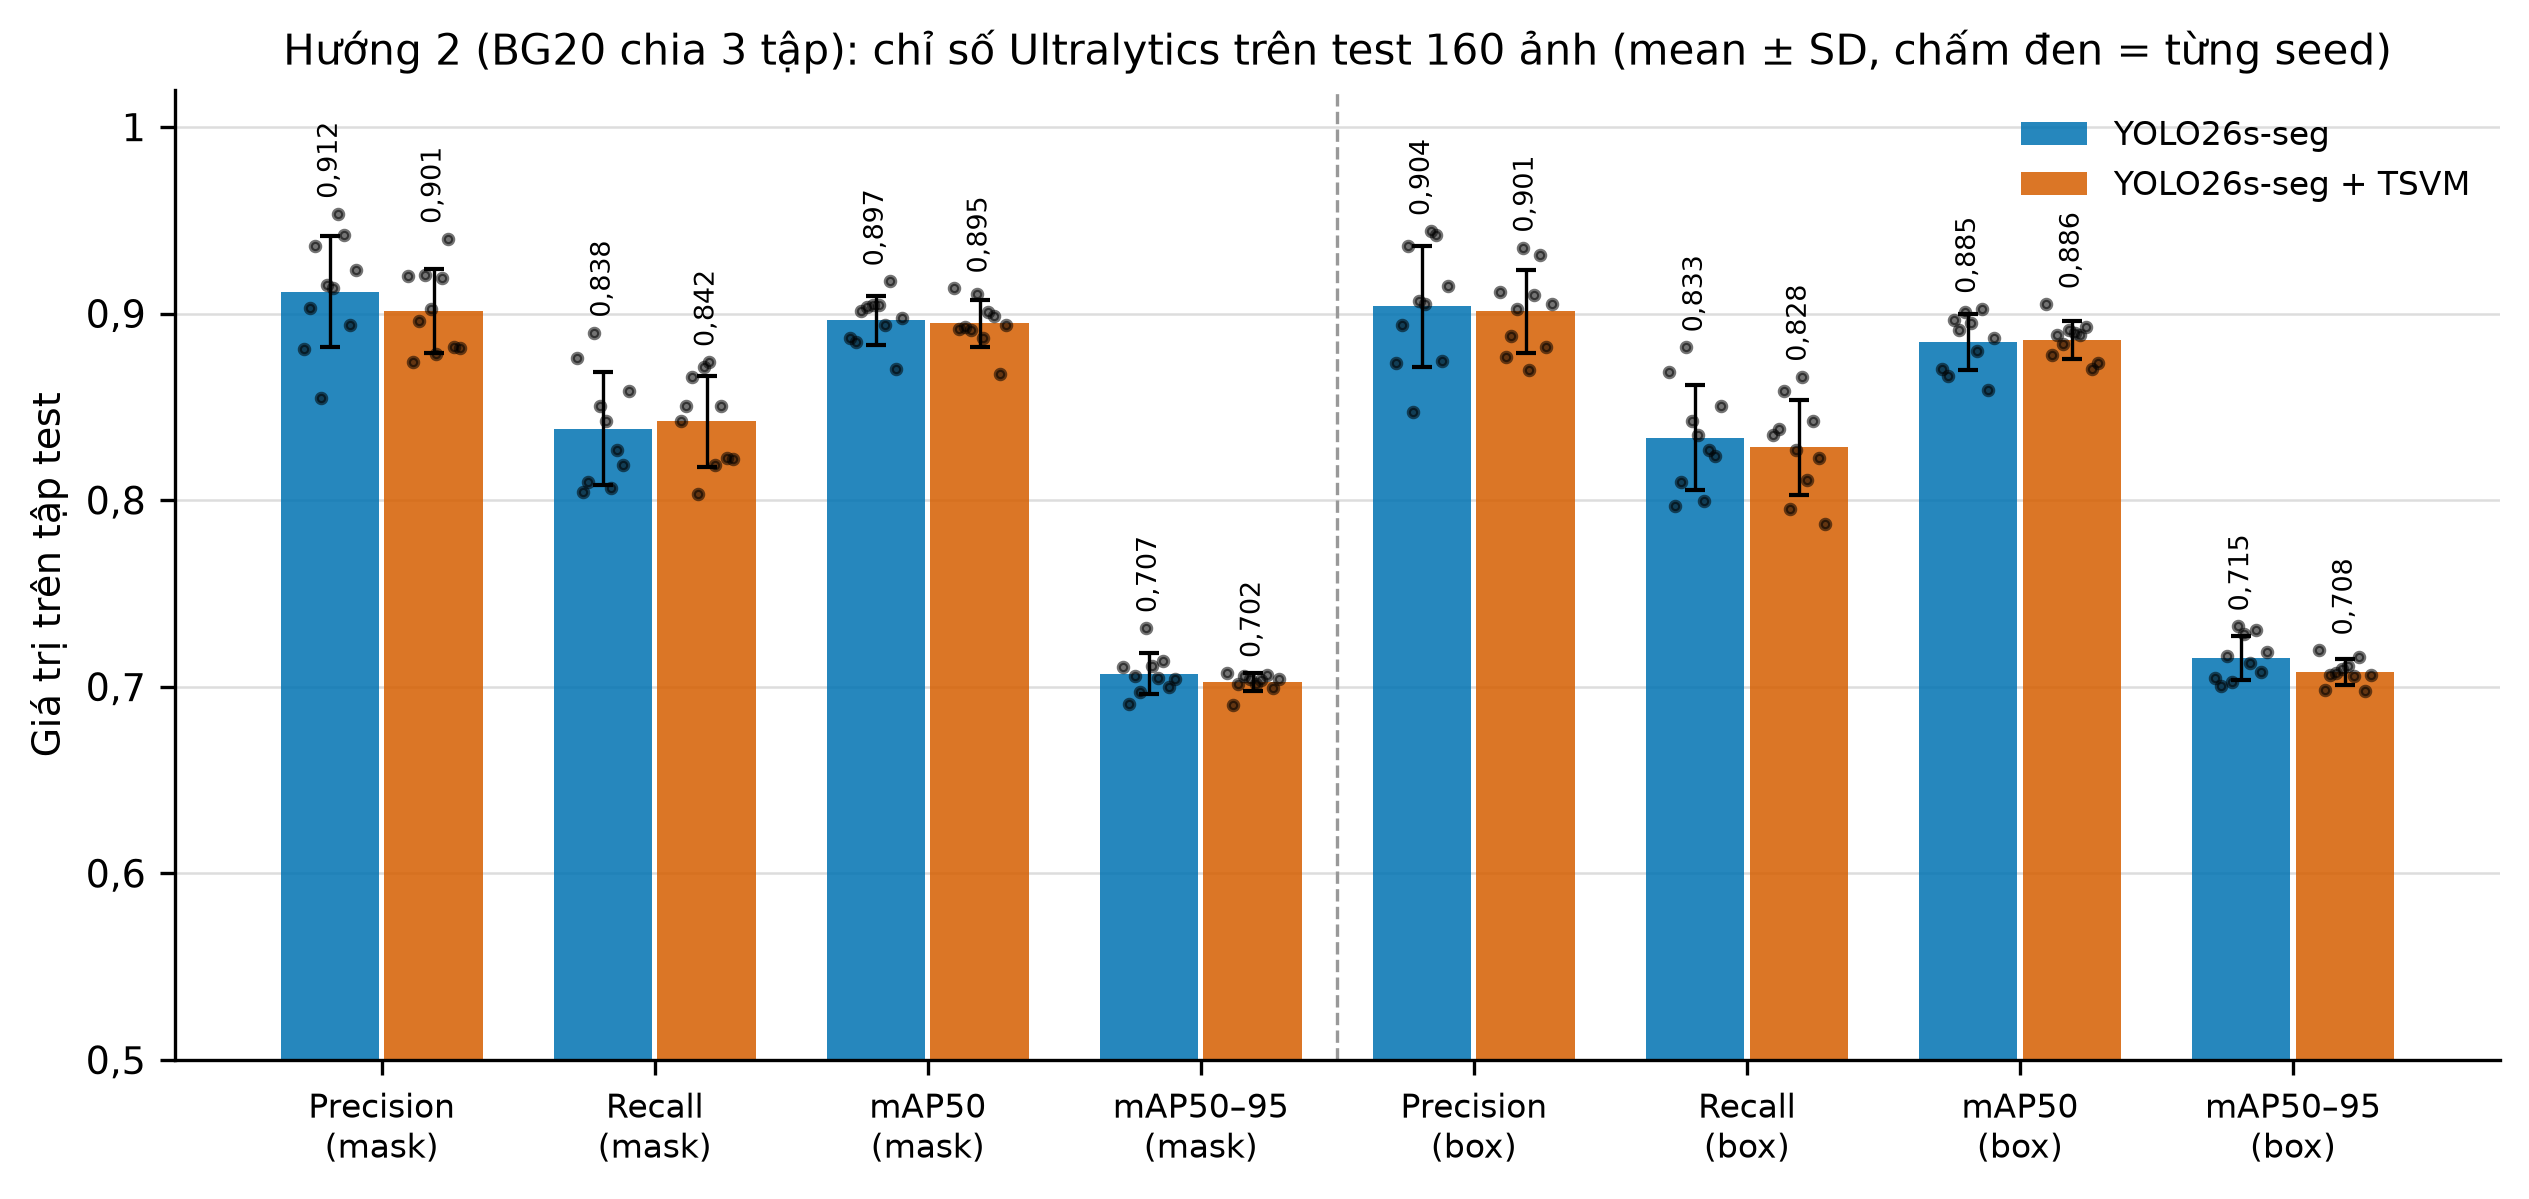 Hướng 2 (BG20 chia 3 tập): chỉ số Ultralytics trên test 160 ảnh (mean ± SD, chấm đen = từng seed)
YOLO26s-seg
YOLO26s-seg + TSVM
Giá trị trên tập test
1
0,9
0,8
0,7
0,6
0,5
0,912
0,901
0,838
0,842
0,897
0,895
0,707
0,702
0,904
0,901
0,833
0,828
0,885
0,886
0,715
0,708
Precision
(mask)
Recall
(mask)
mAP50
(mask)
mAP50–95
(mask)
Precision
(box)
Recall
(box)
mAP50
(box)
mAP50–95
(box)